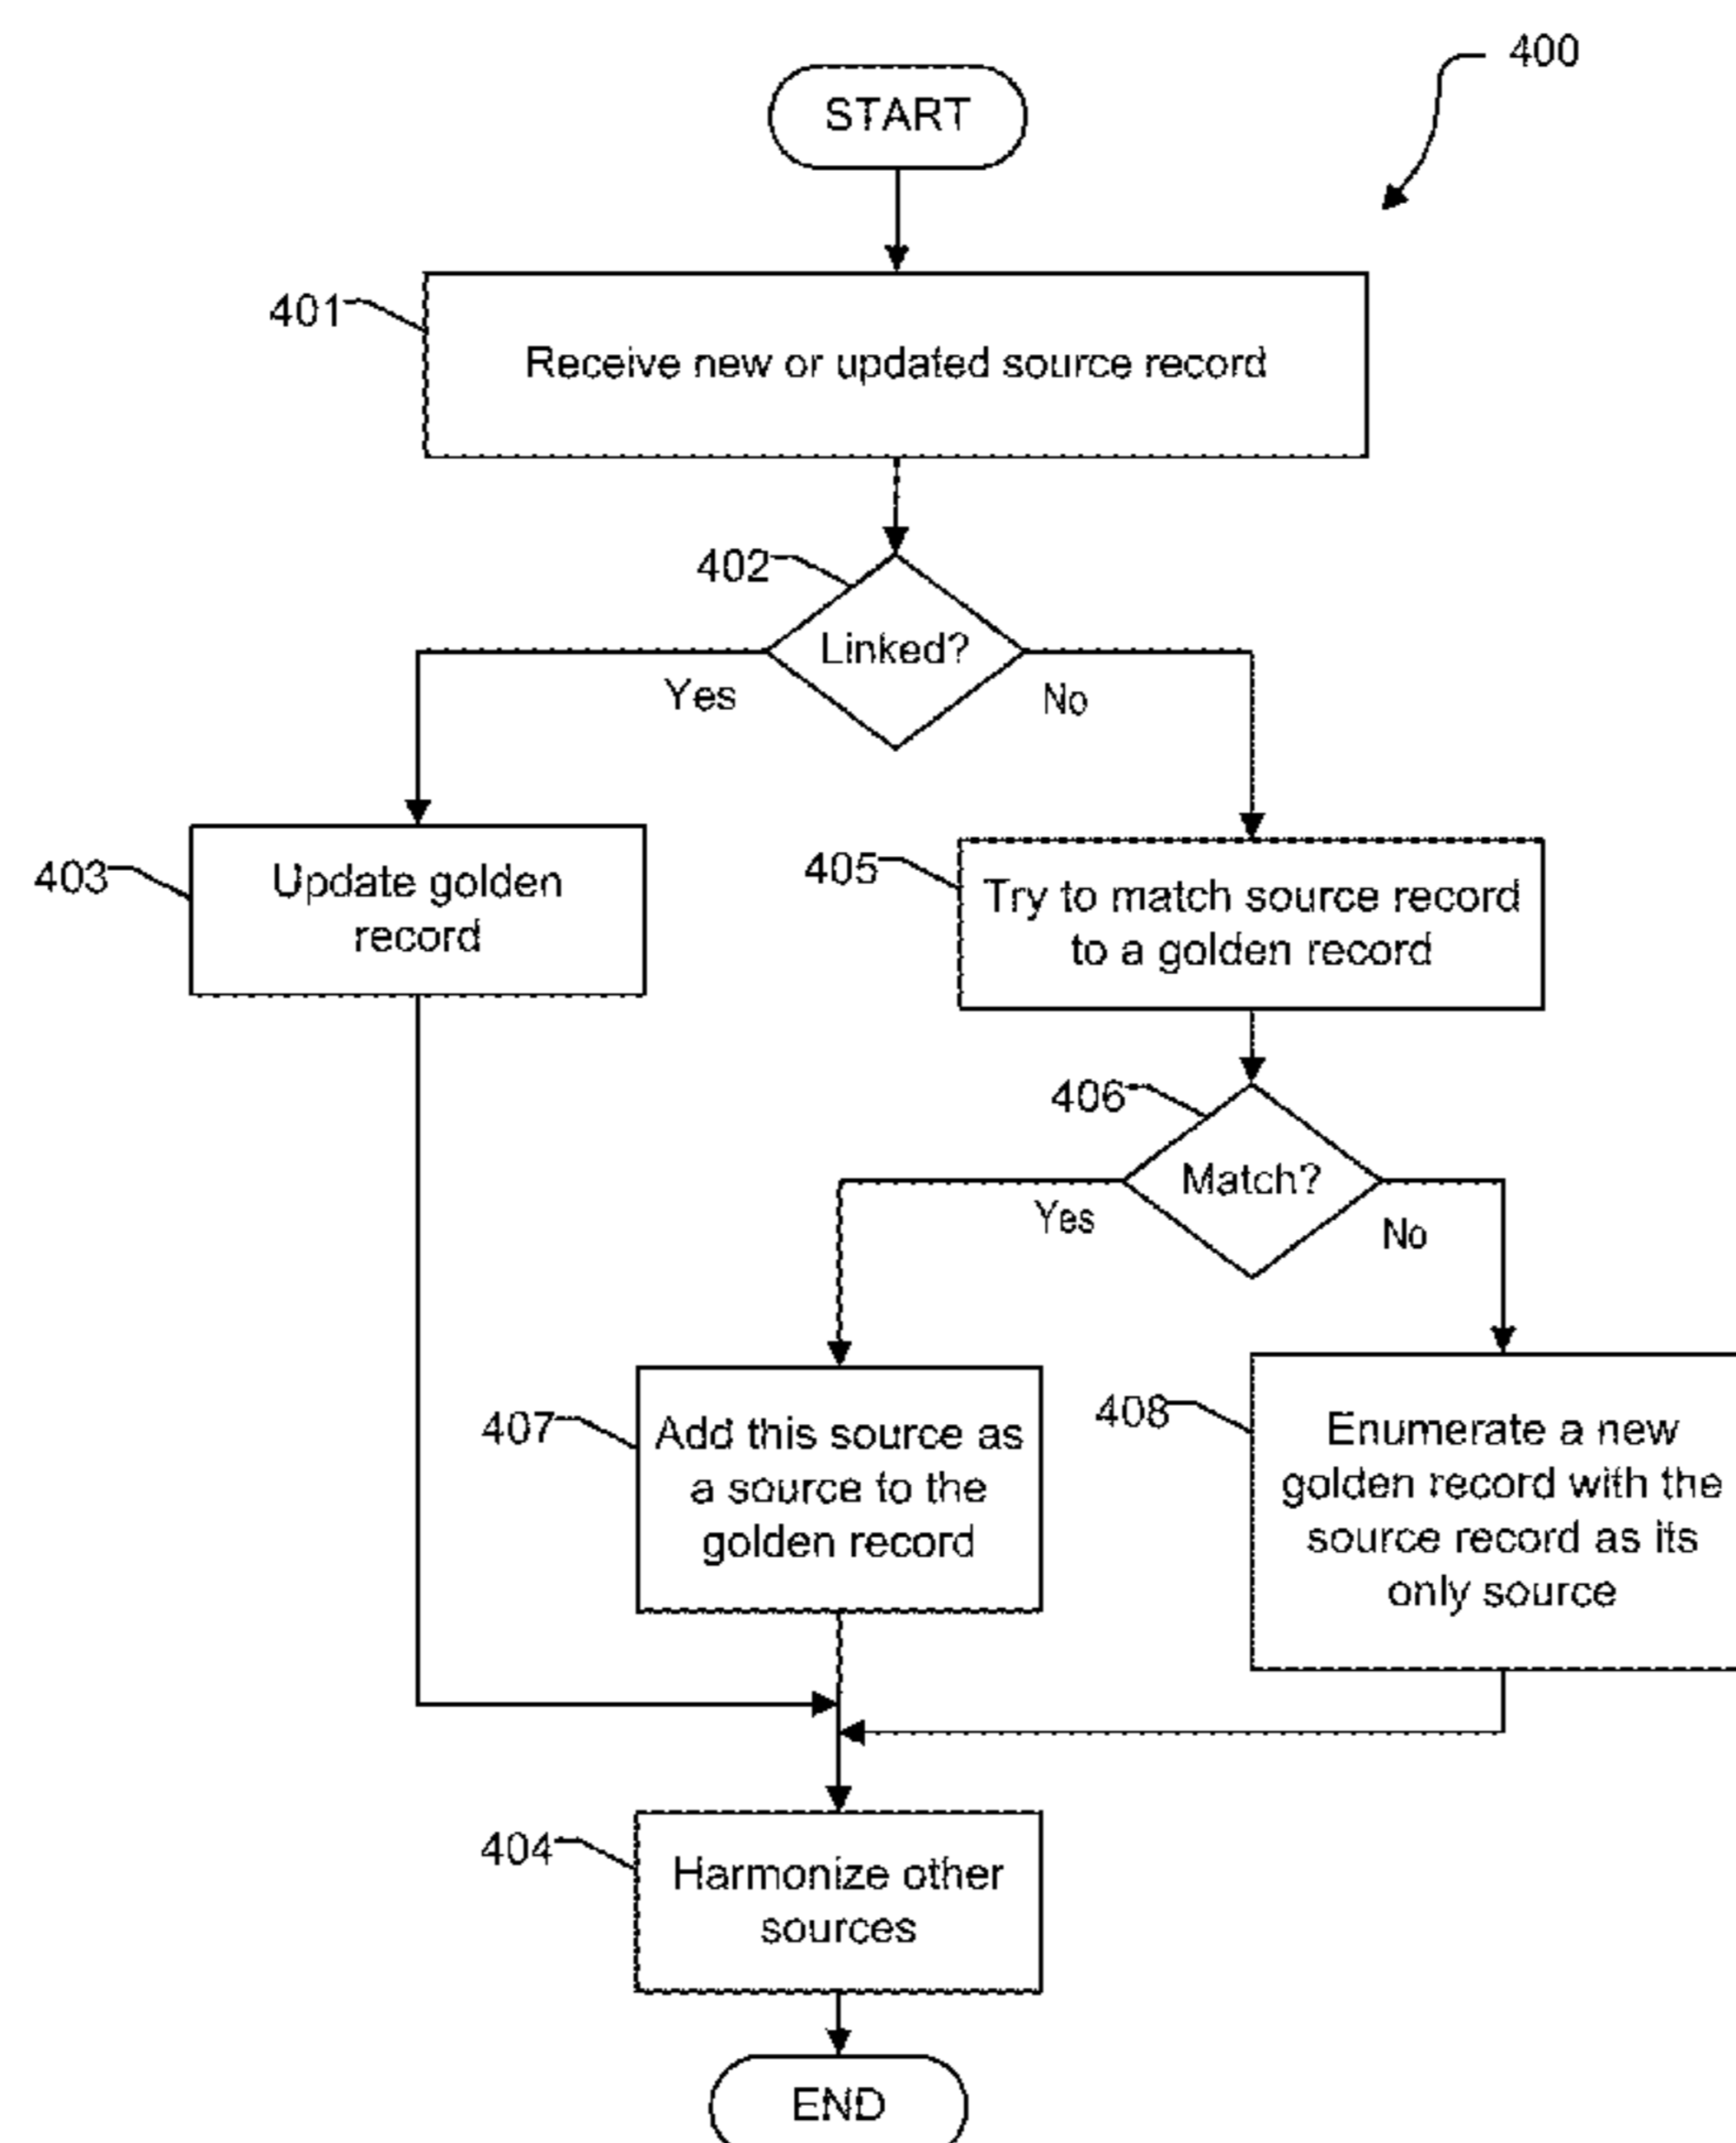 400
START
401
Receive new or updated source record
402
Linked?
Yes
No
403
Update golden
record
405
Try to match source record
to a golden record
406
Match?
Yes
No
407
Add this source as
a source to the
golden record
408
Enumerate a new
golden record with the
source record as its
only source
404
Harmonize other
sources
END